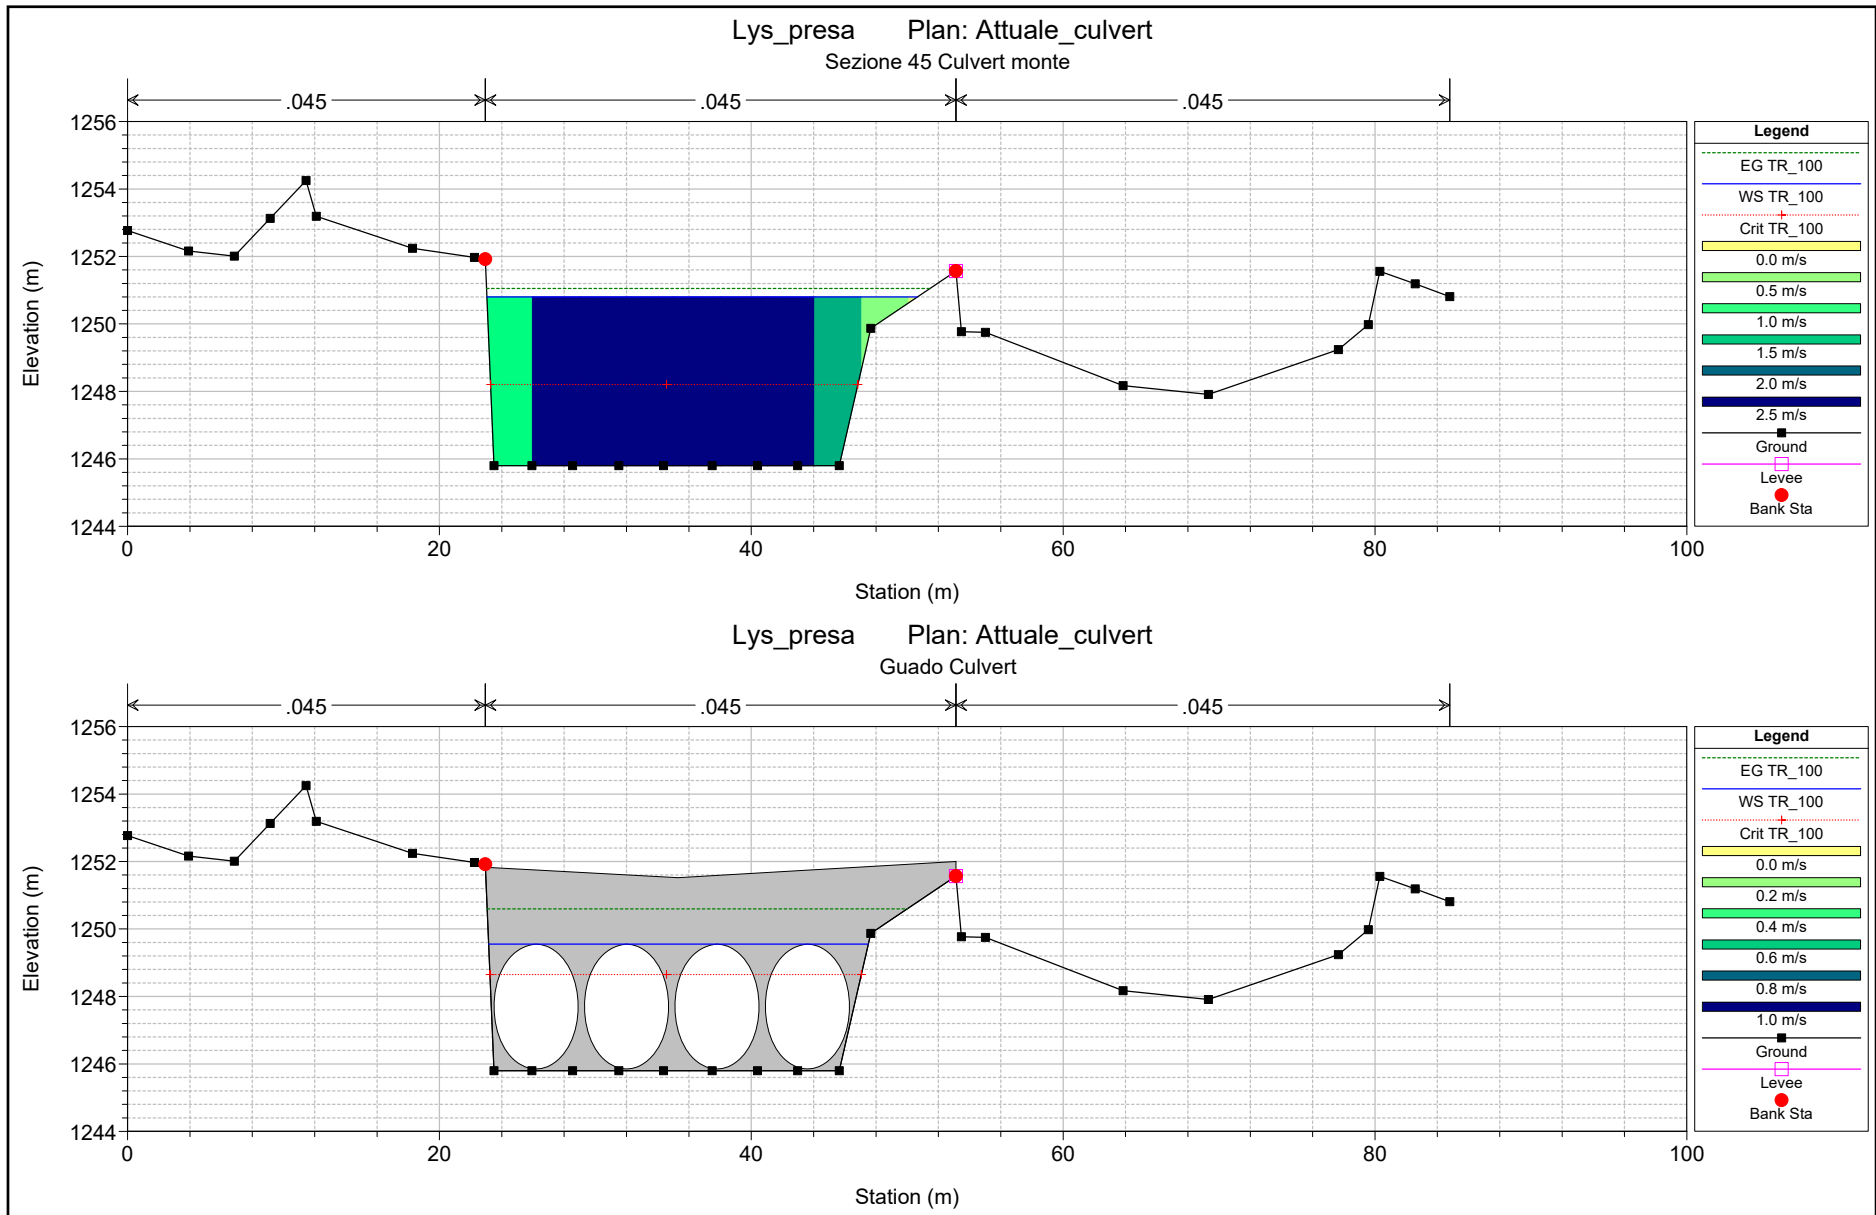 Lys_presa Plan: Attuale_culvert
Sezione 45 Culvert monte
.045 .045 .045
Elevation (m)
1256
1254
1252
1250
1248
1246
1244
0 20 40 60 80 100
Station (m)
Legend
EG TR_100
WS TR_100
Crit TR_100
0.0 m/s
0.5 m/s
1.0 m/s
1.5 m/s
2.0 m/s
2.5 m/s
Ground
Levee
Bank Sta
Lys_presa Plan: Attuale_culvert
Guado Culvert
.045 .045 .045
Elevation (m)
1256
1254
1252
1250
1248
1246
1244
0 20 40 60 80 100
Station (m)
Legend
EG TR_100
WS TR_100
Crit TR_100
0.0 m/s
0.2 m/s
0.4 m/s
0.6 m/s
0.8 m/s
1.0 m/s
Ground
Levee
Bank Sta